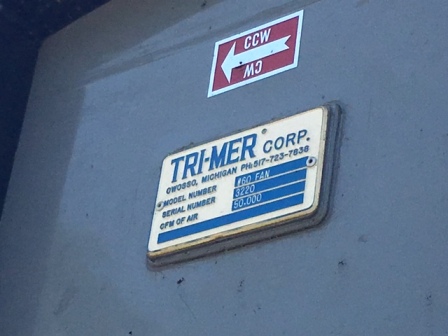 CCW
CW
TRI-MER CORP.
OWOSSO, MICHIGAN PH:517-723-7838
MODEL NUMBER #60 FAN
SERIAL NUMBER 3220
CFM OF AIR 50,000